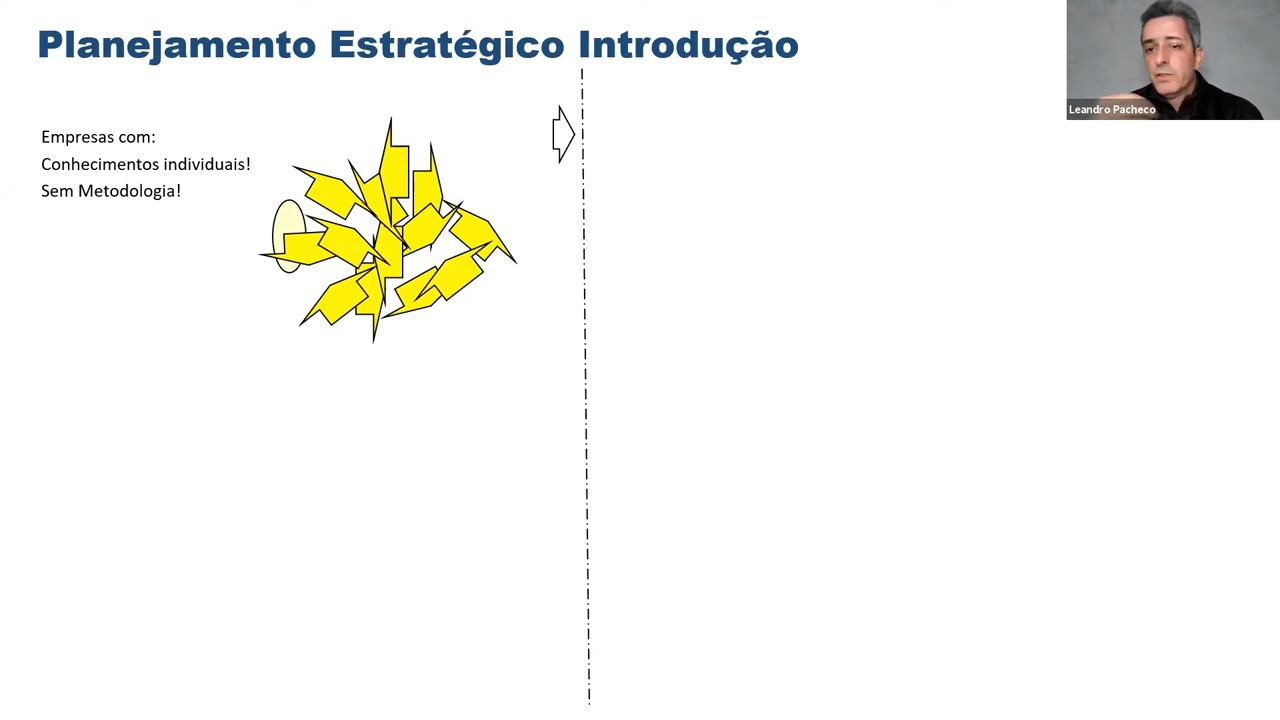 Planejamento Estratégico Introdução
Empresas com:
Conhecimentos individuais!
Sem Metodologia!
Leandro Pacheco